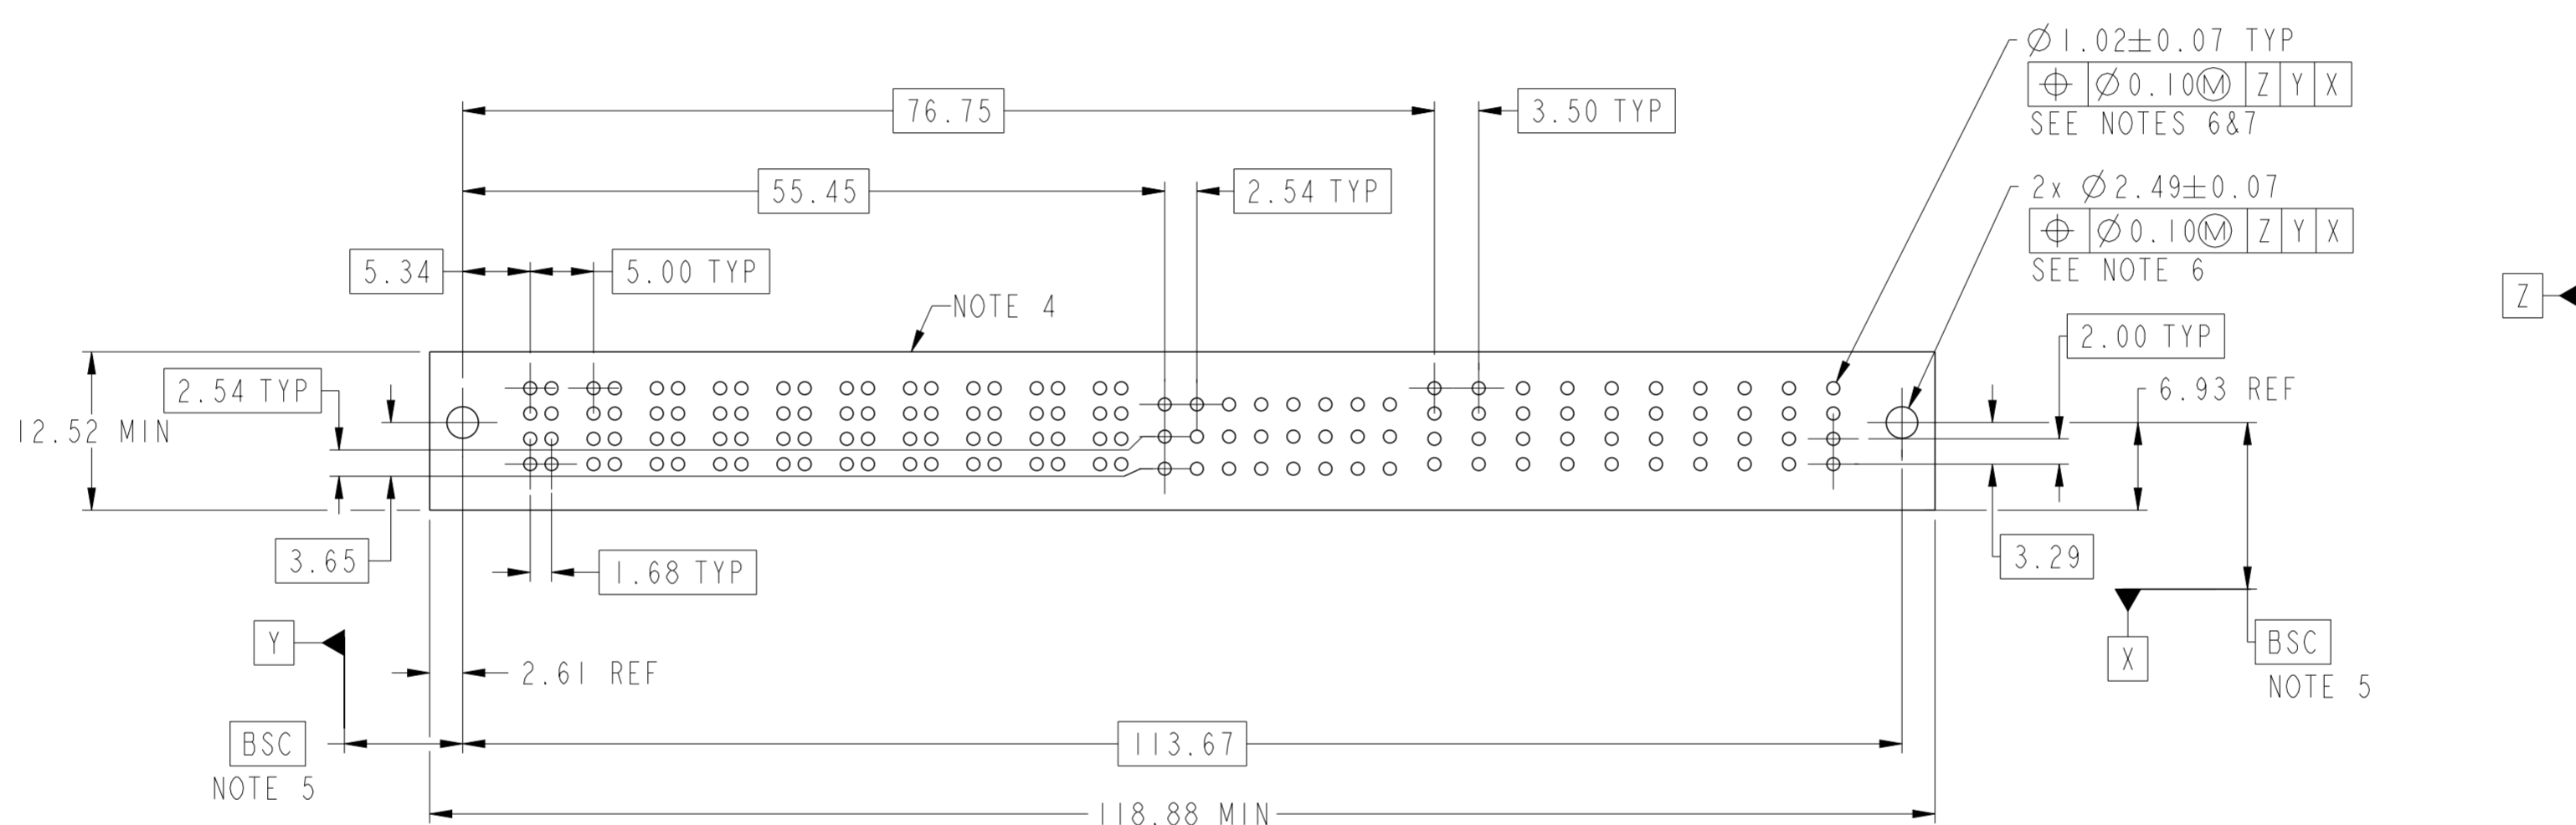 Ø1.02±0.07 TYP
⌖ Ø0.10Ⓜ Z Y X
SEE NOTES 6&7
76.75
3.50 TYP
55.45
2.54 TYP
2x Ø2.49±0.07
⌖ Ø0.10Ⓜ Z Y X
SEE NOTE 6
5.34
5.00 TYP
Z
NOTE 4
2.00 TYP
2.54 TYP
6.93 REF
12.52 MIN
3.65
1.68 TYP
3.29
Y
X
BSC
NOTE 5
2.61 REF
BSC
NOTE 5
113.67
118.88 MIN